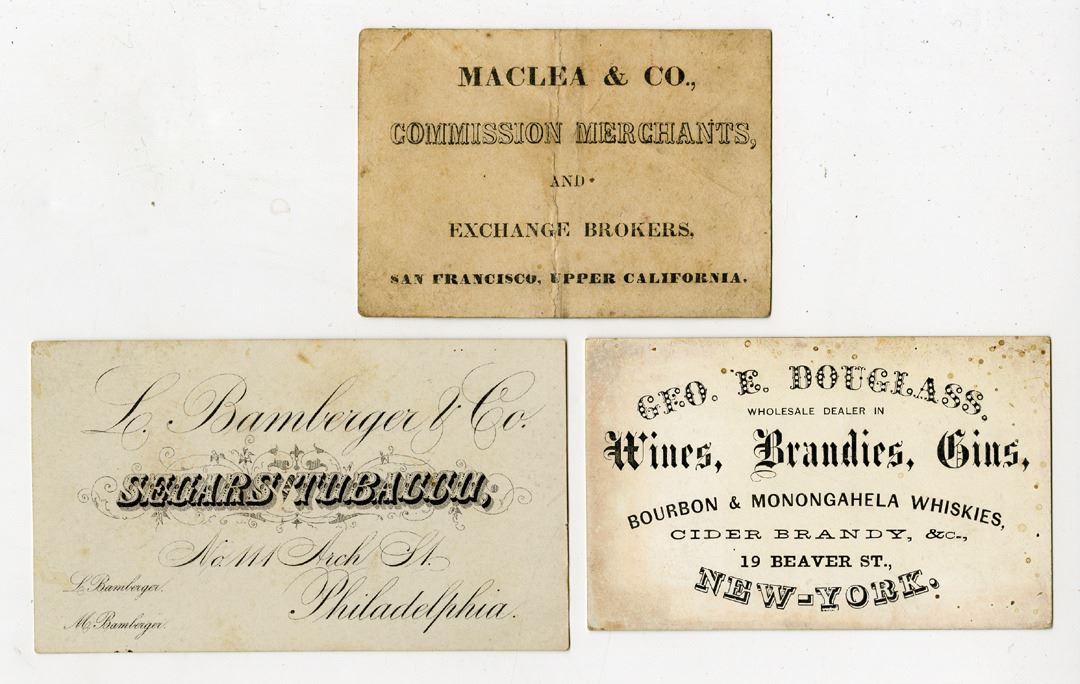 MACLEA & CO.,
COMMISSION MERCHANTS,
AND
EXCHANGE BROKERS,
SAN FRANCISCO, UPPER CALIFORNIA.
L. Bamberger & Co.
SEGARS & TOBACCO,
No. 111 Arch St.
Philadelphia.
L. Bamberger.
M. Bamberger.
GEO. E. DOUGLASS.
WHOLESALE DEALER IN
Wines, Brandies, Gins,
BOURBON & MONONGAHELA WHISKIES,
CIDER BRANDY, &c.,
19 BEAVER ST.,
NEW-YORK.